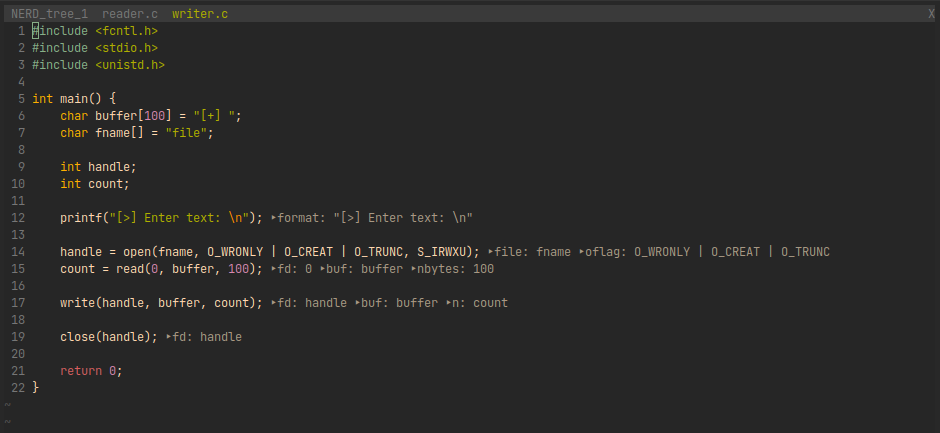 NERD_tree_1 reader.c writer.c X
1 #include <fcntl.h>
2 #include <stdio.h>
3 #include <unistd.h>
4
5 int main() {
6     char buffer[100] = "[+] ";
7     char fname[] = "file";
8
9     int handle;
10     int count;
11
12     printf("[>] Enter text: \n"); ‣format: "[>] Enter text: \n"
13
14     handle = open(fname, O_WRONLY | O_CREAT | O_TRUNC, S_IRWXU); ‣file: fname ‣oflag: O_WRONLY | O_CREAT | O_TRUNC
15     count = read(0, buffer, 100); ‣fd: 0 ‣buf: buffer ‣nbytes: 100
16
17     write(handle, buffer, count); ‣fd: handle ‣buf: buffer ‣n: count
18
19     close(handle); ‣fd: handle
20
21     return 0;
22 }
~
~